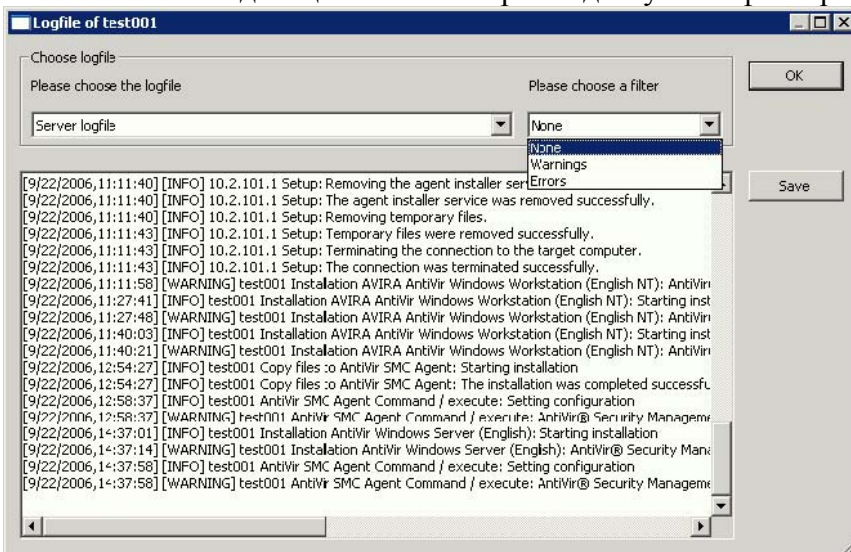 Logfile of test001
Choose logfile
Please choose the logfile
Please choose a filter
OK
Server logfile
None
None
Warnings
Errors
Save
[9/22/2006,11:11:40] [INFO] 10.2.101.1 Setup: Removing the agent installer ser
[9/22/2006,11:11:40] [INFO] 10.2.101.1 Setup: The agent installer service was removed successfully.
[9/22/2006,11:11:40] [INFO] 10.2.101.1 Setup: Removing temporary files.
[9/22/2006,11:11:43] [INFO] 10.2.101.1 Setup: Temporary files were removed successfully.
[9/22/2006,11:11:43] [INFO] 10.2.101.1 Setup: Terminating the connection to the target computer.
[9/22/2006,11:11:43] [INFO] 10.2.101.1 Setup: The connection was terminated successfully.
[9/22/2006,11:11:58] [WARNING] test001 Installation AVIRA AntiVir Windows Workstation (English NT): AntiVir
[9/22/2006,11:27:41] [INFO] test001 Installation AVIRA AntiVir Windows Workstation (English NT): Starting inst
[9/22/2006,11:27:48] [WARNING] test001 Installation AVIRA AntiVir Windows Workstation (English NT): AntiVir
[9/22/2006,11:40:03] [INFO] test001 Installation AVIRA AntiVir Windows Workstation (English NT): Starting inst
[9/22/2006,11:40:21] [WARNING] test001 Installation AVIRA AntiVir Windows Workstation (English NT): AntiVir
[9/22/2006,12:54:27] [INFO] test001 Copy files to AntiVir SMC Agent: Starting installation
[9/22/2006,12:54:27] [INFO] test001 Copy files to AntiVir SMC Agent: The installation was completed successfu
[9/22/2006,12:58:37] [INFO] test001 AntiVir SMC Agent Command / execute: Setting configuration
[9/22/2006,12:58:37] [WARNING] test001 AntiVir SMC Agent Command / execute: AntiVir® Security Manageme
[9/22/2006,14:37:01] [INFO] test001 Installation AntiVir Windows Server (English): Starting installation
[9/22/2006,14:37:14] [WARNING] test001 Installation AntiVir Windows Server (English): AntiVir® Security Mana
[9/22/2006,14:37:58] [INFO] test001 AntiVir SMC Agent Command / execute: Setting configuration
[9/22/2006,14:37:58] [WARNING] test001 AntiVir SMC Agent Command / execute: AntiVir® Security Manageme